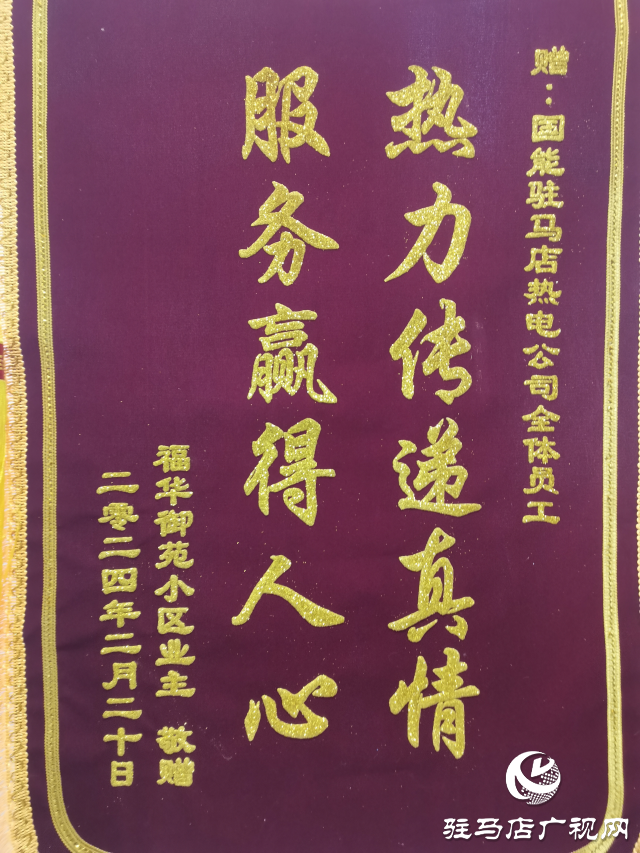 赠：国能驻马店热电公司全体员工
热力传递真情
服务赢得人心
福华御苑小区业主 敬赠
二零二四年二月二十日
驻马店广视网